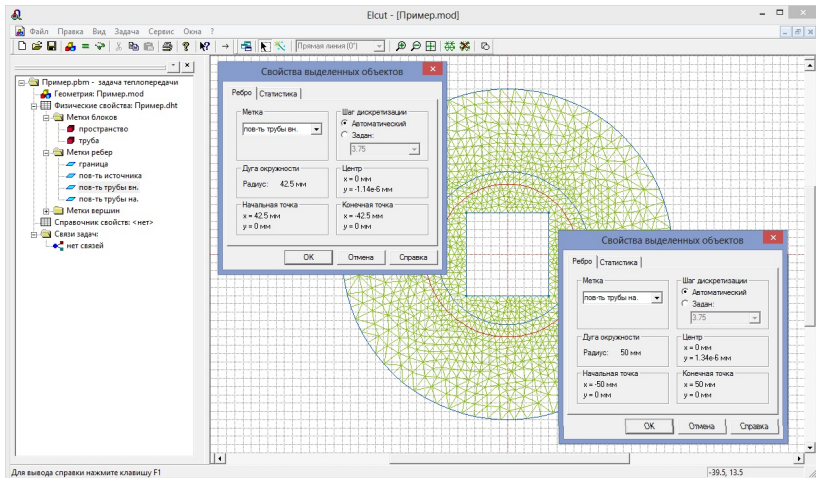 Elcut - [Пример.mod]
Файл Правка Вид Задача Сервис Окна ?
Прямая линия (0°)
Пример.pbm - задача теплопередачи
Геометрия: Пример.mod
Физические свойства: Пример.dht
Метки блоков
пространство
труба
Метки ребер
граница
пов-ть источника
пов-ть трубы вн.
пов-ть трубы на.
Метки вершин
Справочник свойств: <нет>
Связи задач:
нет связей
Свойства выделенных объектов
Ребро Статистика
Метка
пов-ть трубы вн.
Шаг дискретизации
Автоматический
Задан:
3.75
Дуга окружности
Радиус: 42.5 мм
Центр
x = 0 мм
y = -1.14e-6 мм
Начальная точка
x = 42.5 мм
y = 0 мм
Конечная точка
x = -42.5 мм
y = 0 мм
OK Отмена Справка
Свойства выделенных объектов
Ребро Статистика
Метка
пов-ть трубы на.
Шаг дискретизации
Автоматический
Задан:
3.75
Дуга окружности
Радиус: 50 мм
Центр
x = 0 мм
y = 1.34e-6 мм
Начальная точка
x = -50 мм
y = 0 мм
Конечная точка
x = 50 мм
y = 0 мм
OK Отмена Справка
Для вывода справки нажмите клавишу F1
-39.5, 13.5